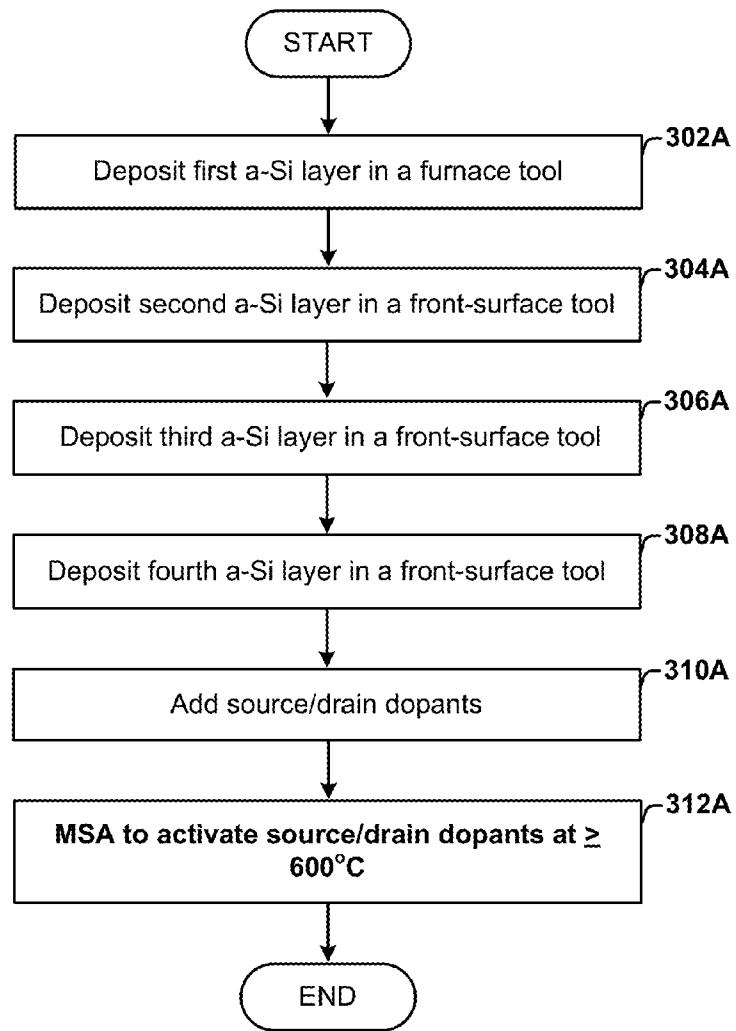 START
302A
Deposit first a-Si layer in a furnace tool
304A
Deposit second a-Si layer in a front-surface tool
306A
Deposit third a-Si layer in a front-surface tool
308A
Deposit fourth a-Si layer in a front-surface tool
310A
Add source/drain dopants
312A
MSA to activate source/drain dopants at ≥
600°C
END